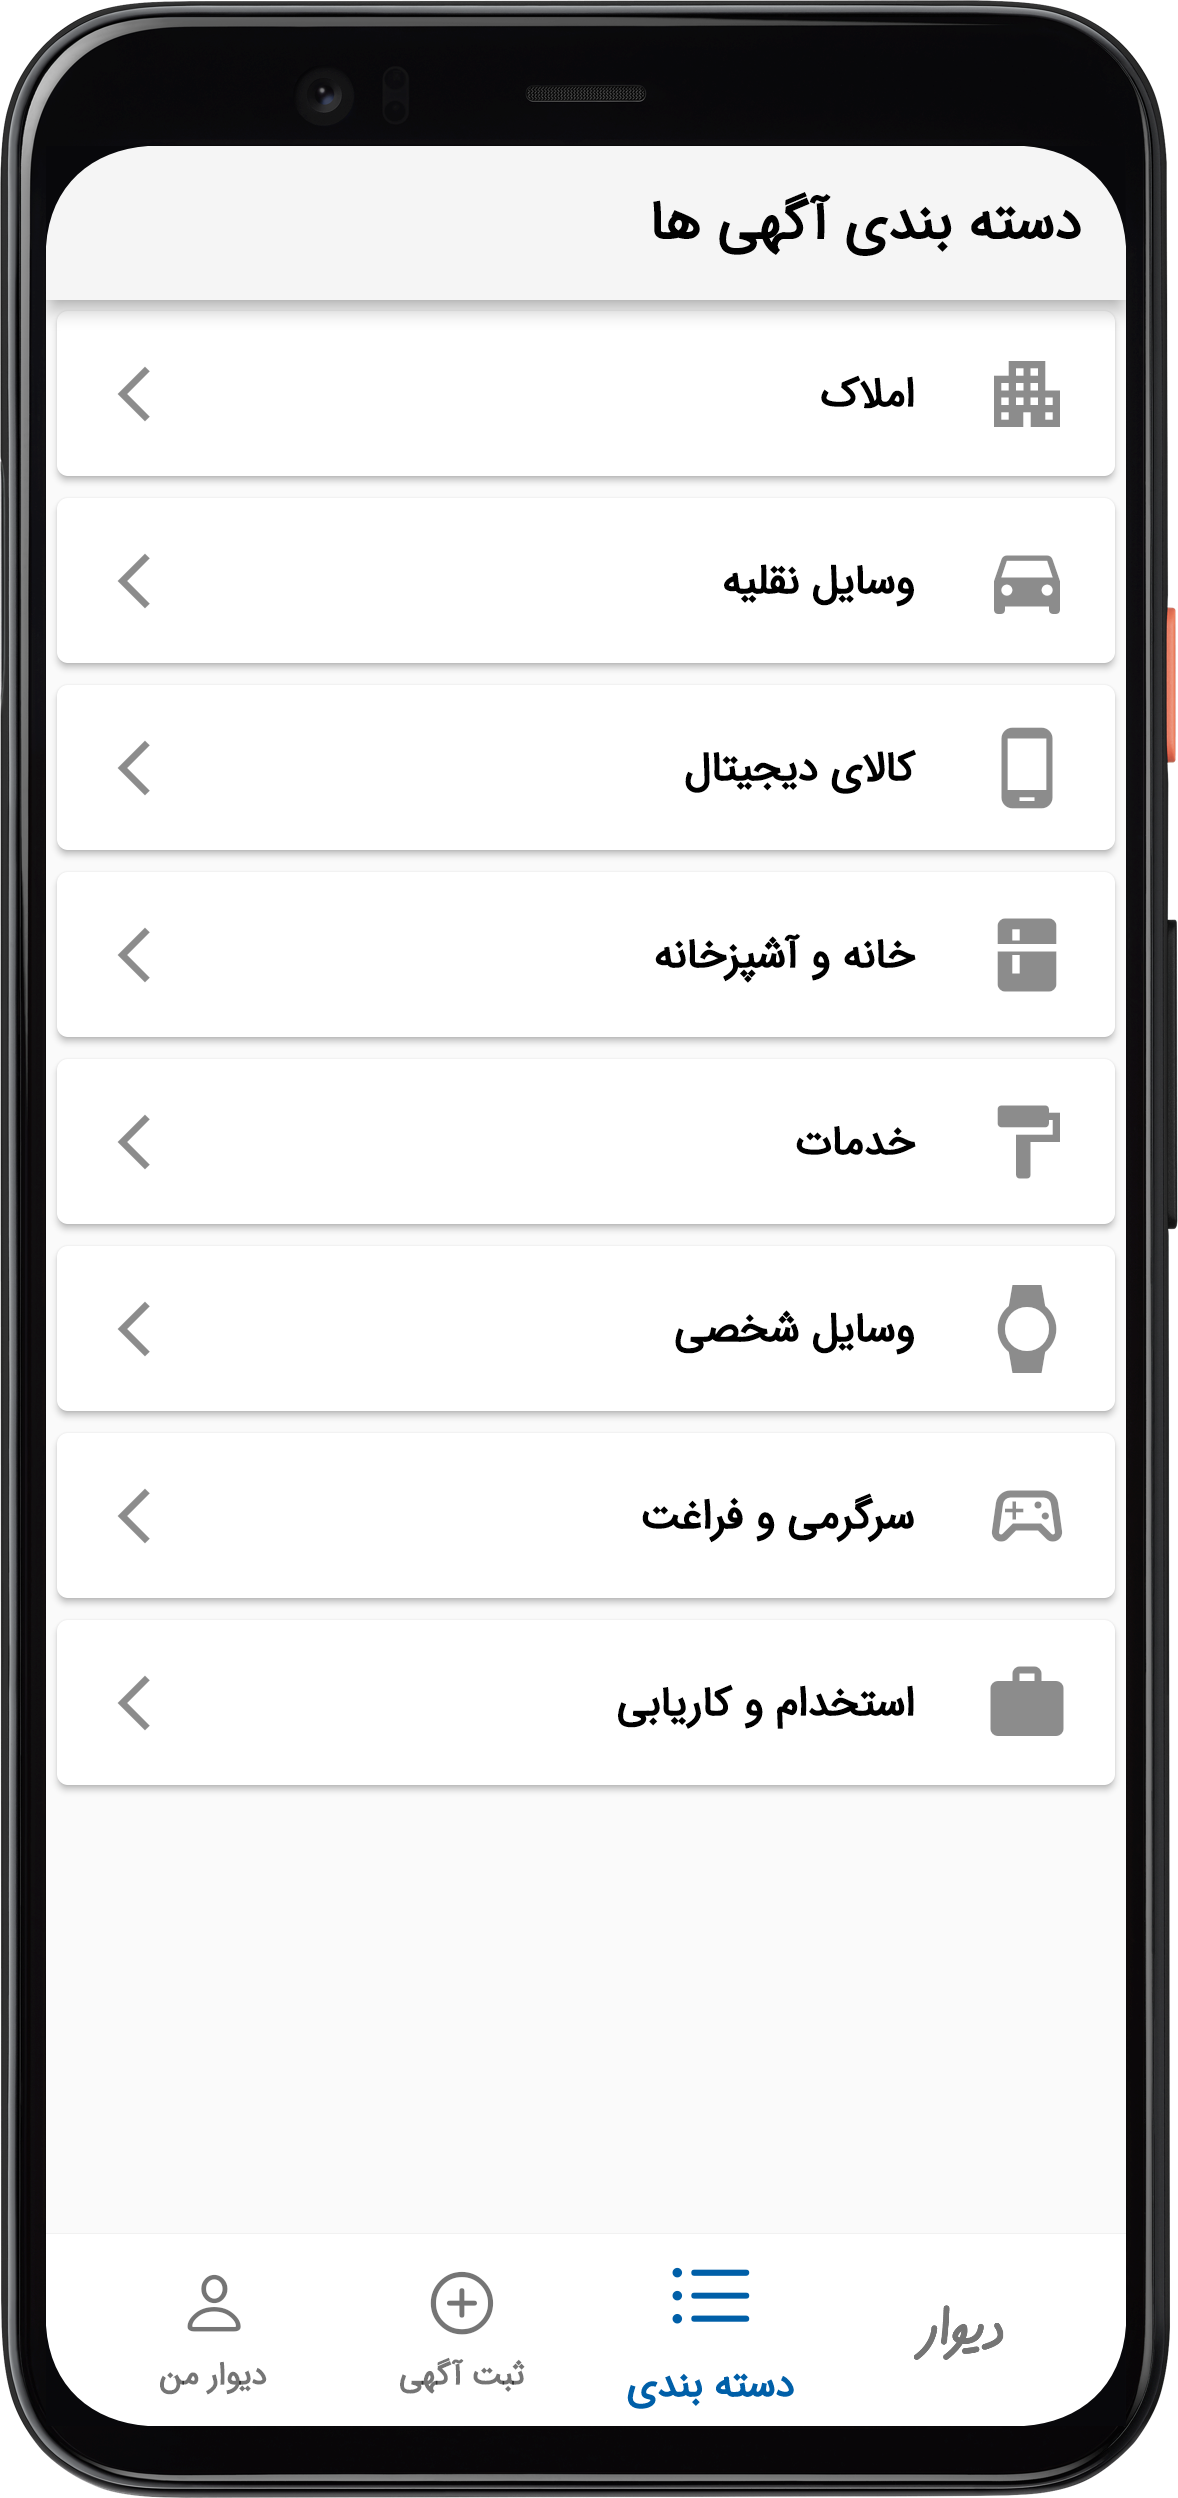 دسته بندی آگهی ها
املاک
وسایل نقلیه
کالای دیجیتال
خانه و آشپزخانه
خدمات
وسایل شخصی
سرگرمی و فراغت
استخدام و کاریابی
دیوار
دسته بندی
ثبت آگهی
دیوار من